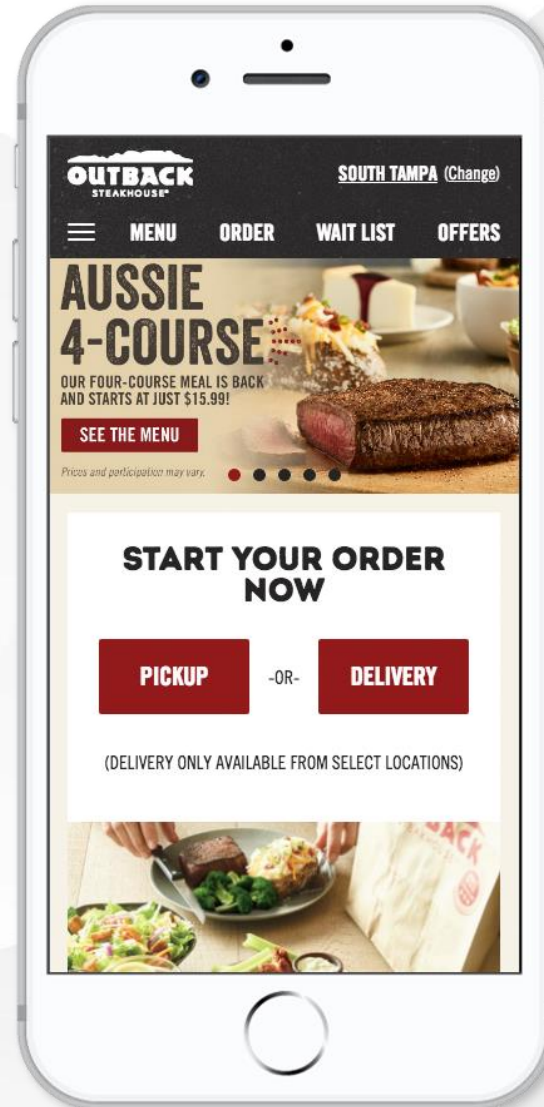 OUTBACK
STEAKHOUSE®
SOUTH TAMPA (Change)
MENU ORDER WAIT LIST OFFERS
AUSSIE
4-COURSE
OUR FOUR-COURSE MEAL IS BACK
AND STARTS AT JUST $15.99!
SEE THE MENU
Prices and participation may vary.
START YOUR ORDER
NOW
PICKUP -OR- DELIVERY
(DELIVERY ONLY AVAILABLE FROM SELECT LOCATIONS)